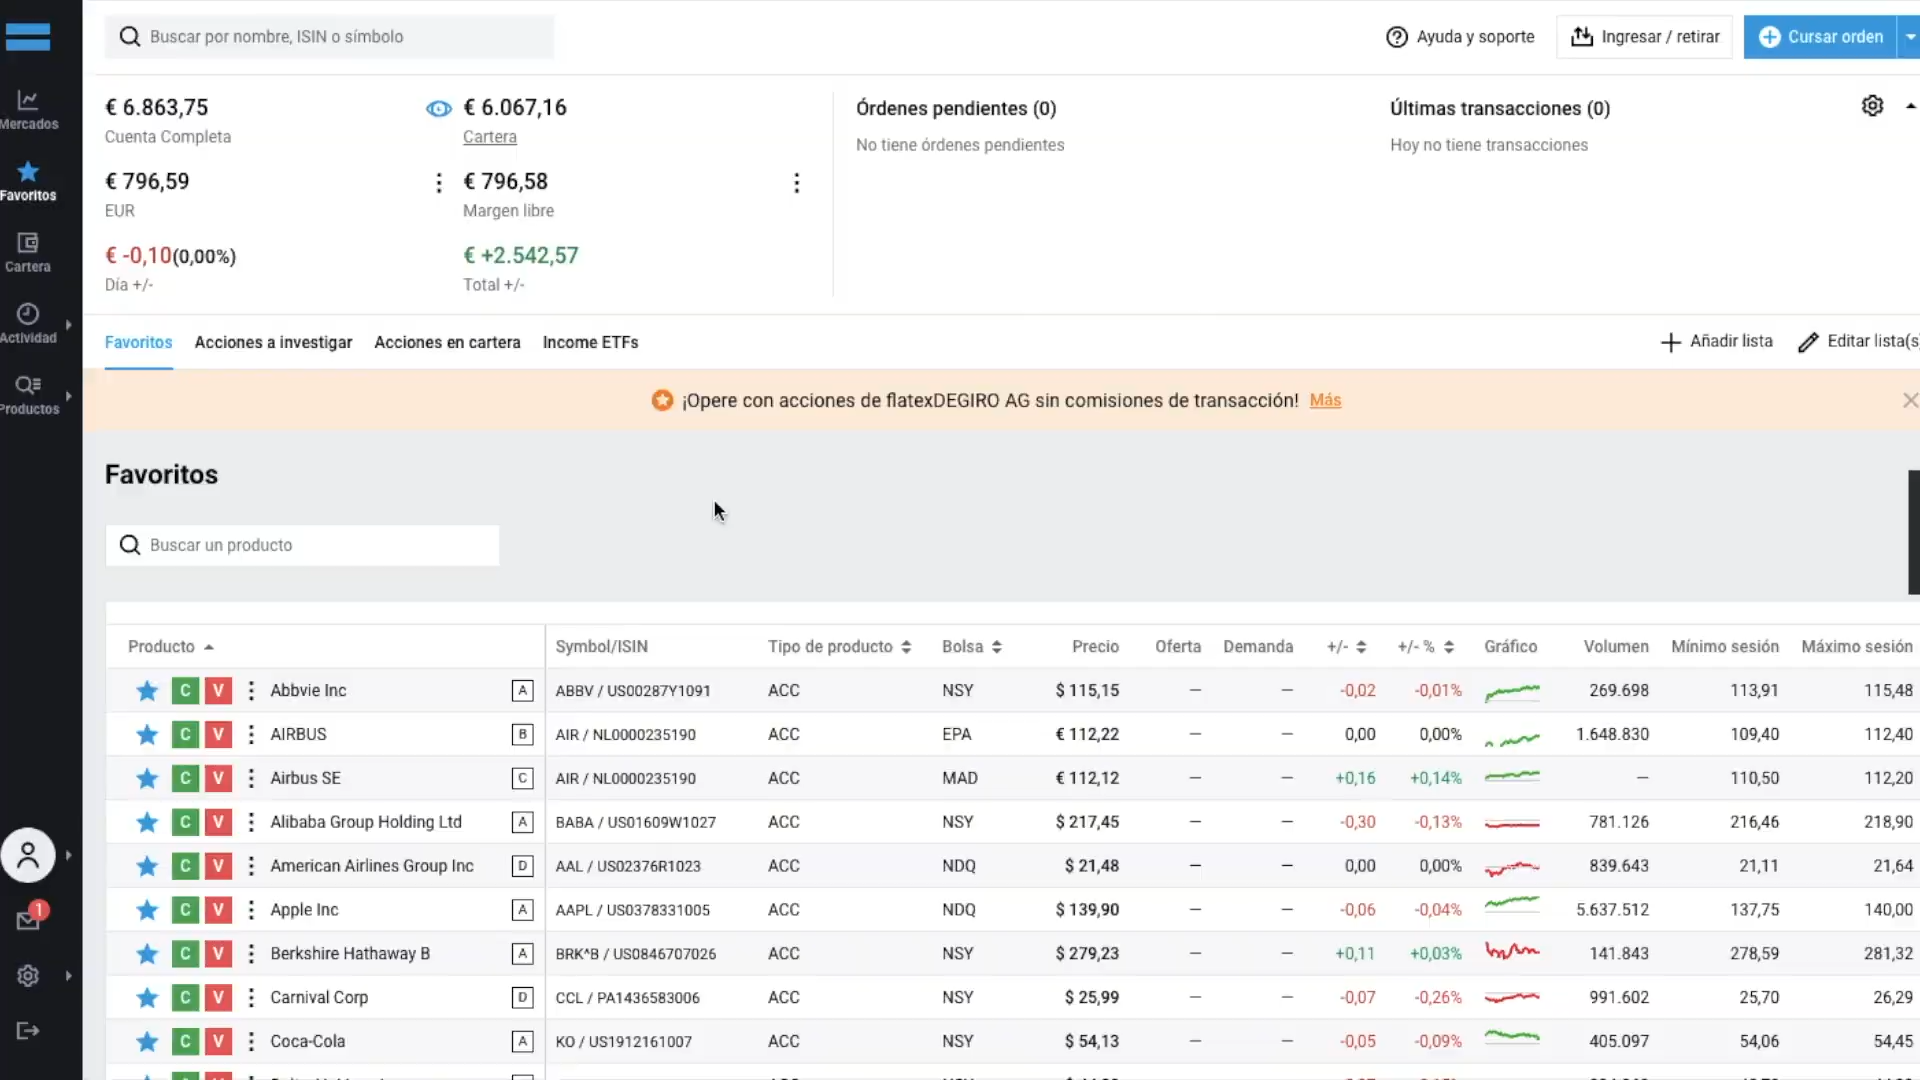 Buscar por nombre, ISIN o símbolo
Ayuda y soporte
Ingresar / retirar
Cursar orden
Mercados
Favoritos
Cartera
Actividad
Productos
1
€ 6.863,75
Cuenta Completa
€ 6.067,16
Cartera
€ 796,59
EUR
€ 796,58
Margen libre
€ -0,10(0,00%)
Día +/-
€ +2.542,57
Total +/-
Órdenes pendientes (0)
No tiene órdenes pendientes
Últimas transacciones (0)
Hoy no tiene transacciones
Favoritos Acciones a investigar Acciones en cartera Income ETFs
Añadir lista Editar lista(s
¡Opere con acciones de flatexDEGIRO AG sin comisiones de transacción! Más
Favoritos
Buscar un producto
Producto Symbol/ISIN Tipo de producto Bolsa Precio Oferta Demanda +/- +/- % Gráfico Volumen Mínimo sesión Máximo sesión
C V Abbvie Inc A ABBV / US00287Y1091 ACC NSY $ 115,15 — — -0,02 -0,01% 269.698 113,91 115,48
C V AIRBUS B AIR / NL0000235190 ACC EPA € 112,22 — — 0,00 0,00% 1.648.830 109,40 112,40
C V Airbus SE C AIR / NL0000235190 ACC MAD € 112,12 — — +0,16 +0,14% — 110,50 112,20
C V Alibaba Group Holding Ltd A BABA / US01609W1027 ACC NSY $ 217,45 — — -0,30 -0,13% 781.126 216,46 218,90
C V American Airlines Group Inc D AAL / US02376R1023 ACC NDQ $ 21,48 — — 0,00 0,00% 839.643 21,11 21,64
C V Apple Inc A AAPL / US0378331005 ACC NDQ $ 139,90 — — -0,06 -0,04% 5.637.512 137,75 140,00
C V Berkshire Hathaway B A BRK^B / US0846707026 ACC NSY $ 279,23 — — +0,11 +0,03% 141.843 278,59 281,32
C V Carnival Corp D CCL / PA1436583006 ACC NSY $ 25,99 — — -0,07 -0,26% 991.602 25,70 26,29
C V Coca-Cola A KO / US1912161007 ACC NSY $ 54,13 — — -0,05 -0,09% 405.097 54,06 54,45